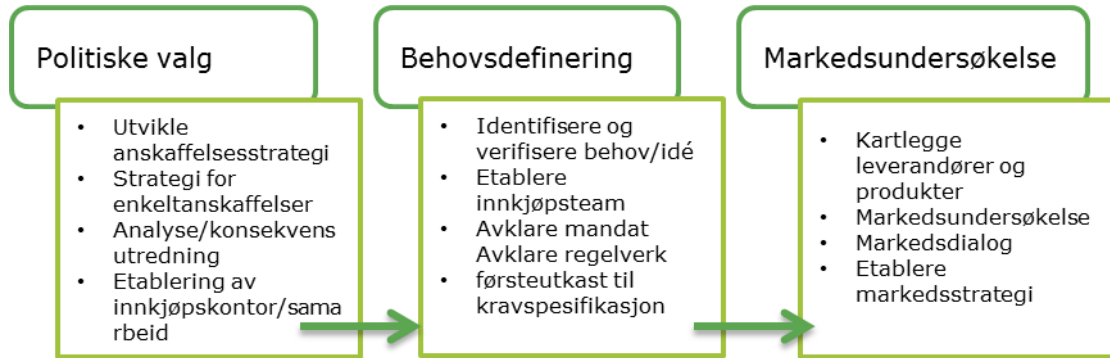 Politiske valg
• Utvikle
anskaffelsesstrategi
• Strategi for
enkeltanskaffelser
• Analyse/konsekvens
utredning
• Etablering av
innkjøpskontor/sama
rbeid
Behovsdefinering
• Identifisere og
verifisere behov/idé
• Etablere
innkjøpsteam
• Avklare mandat
Avklare regelverk
• førsteutkast til
kravspesifikasjon
Markedsundersøkelse
• Kartlegge
leverandører og
produkter
• Markedsundersøkelse
• Markedsdialog
• Etablere
markedsstrategi